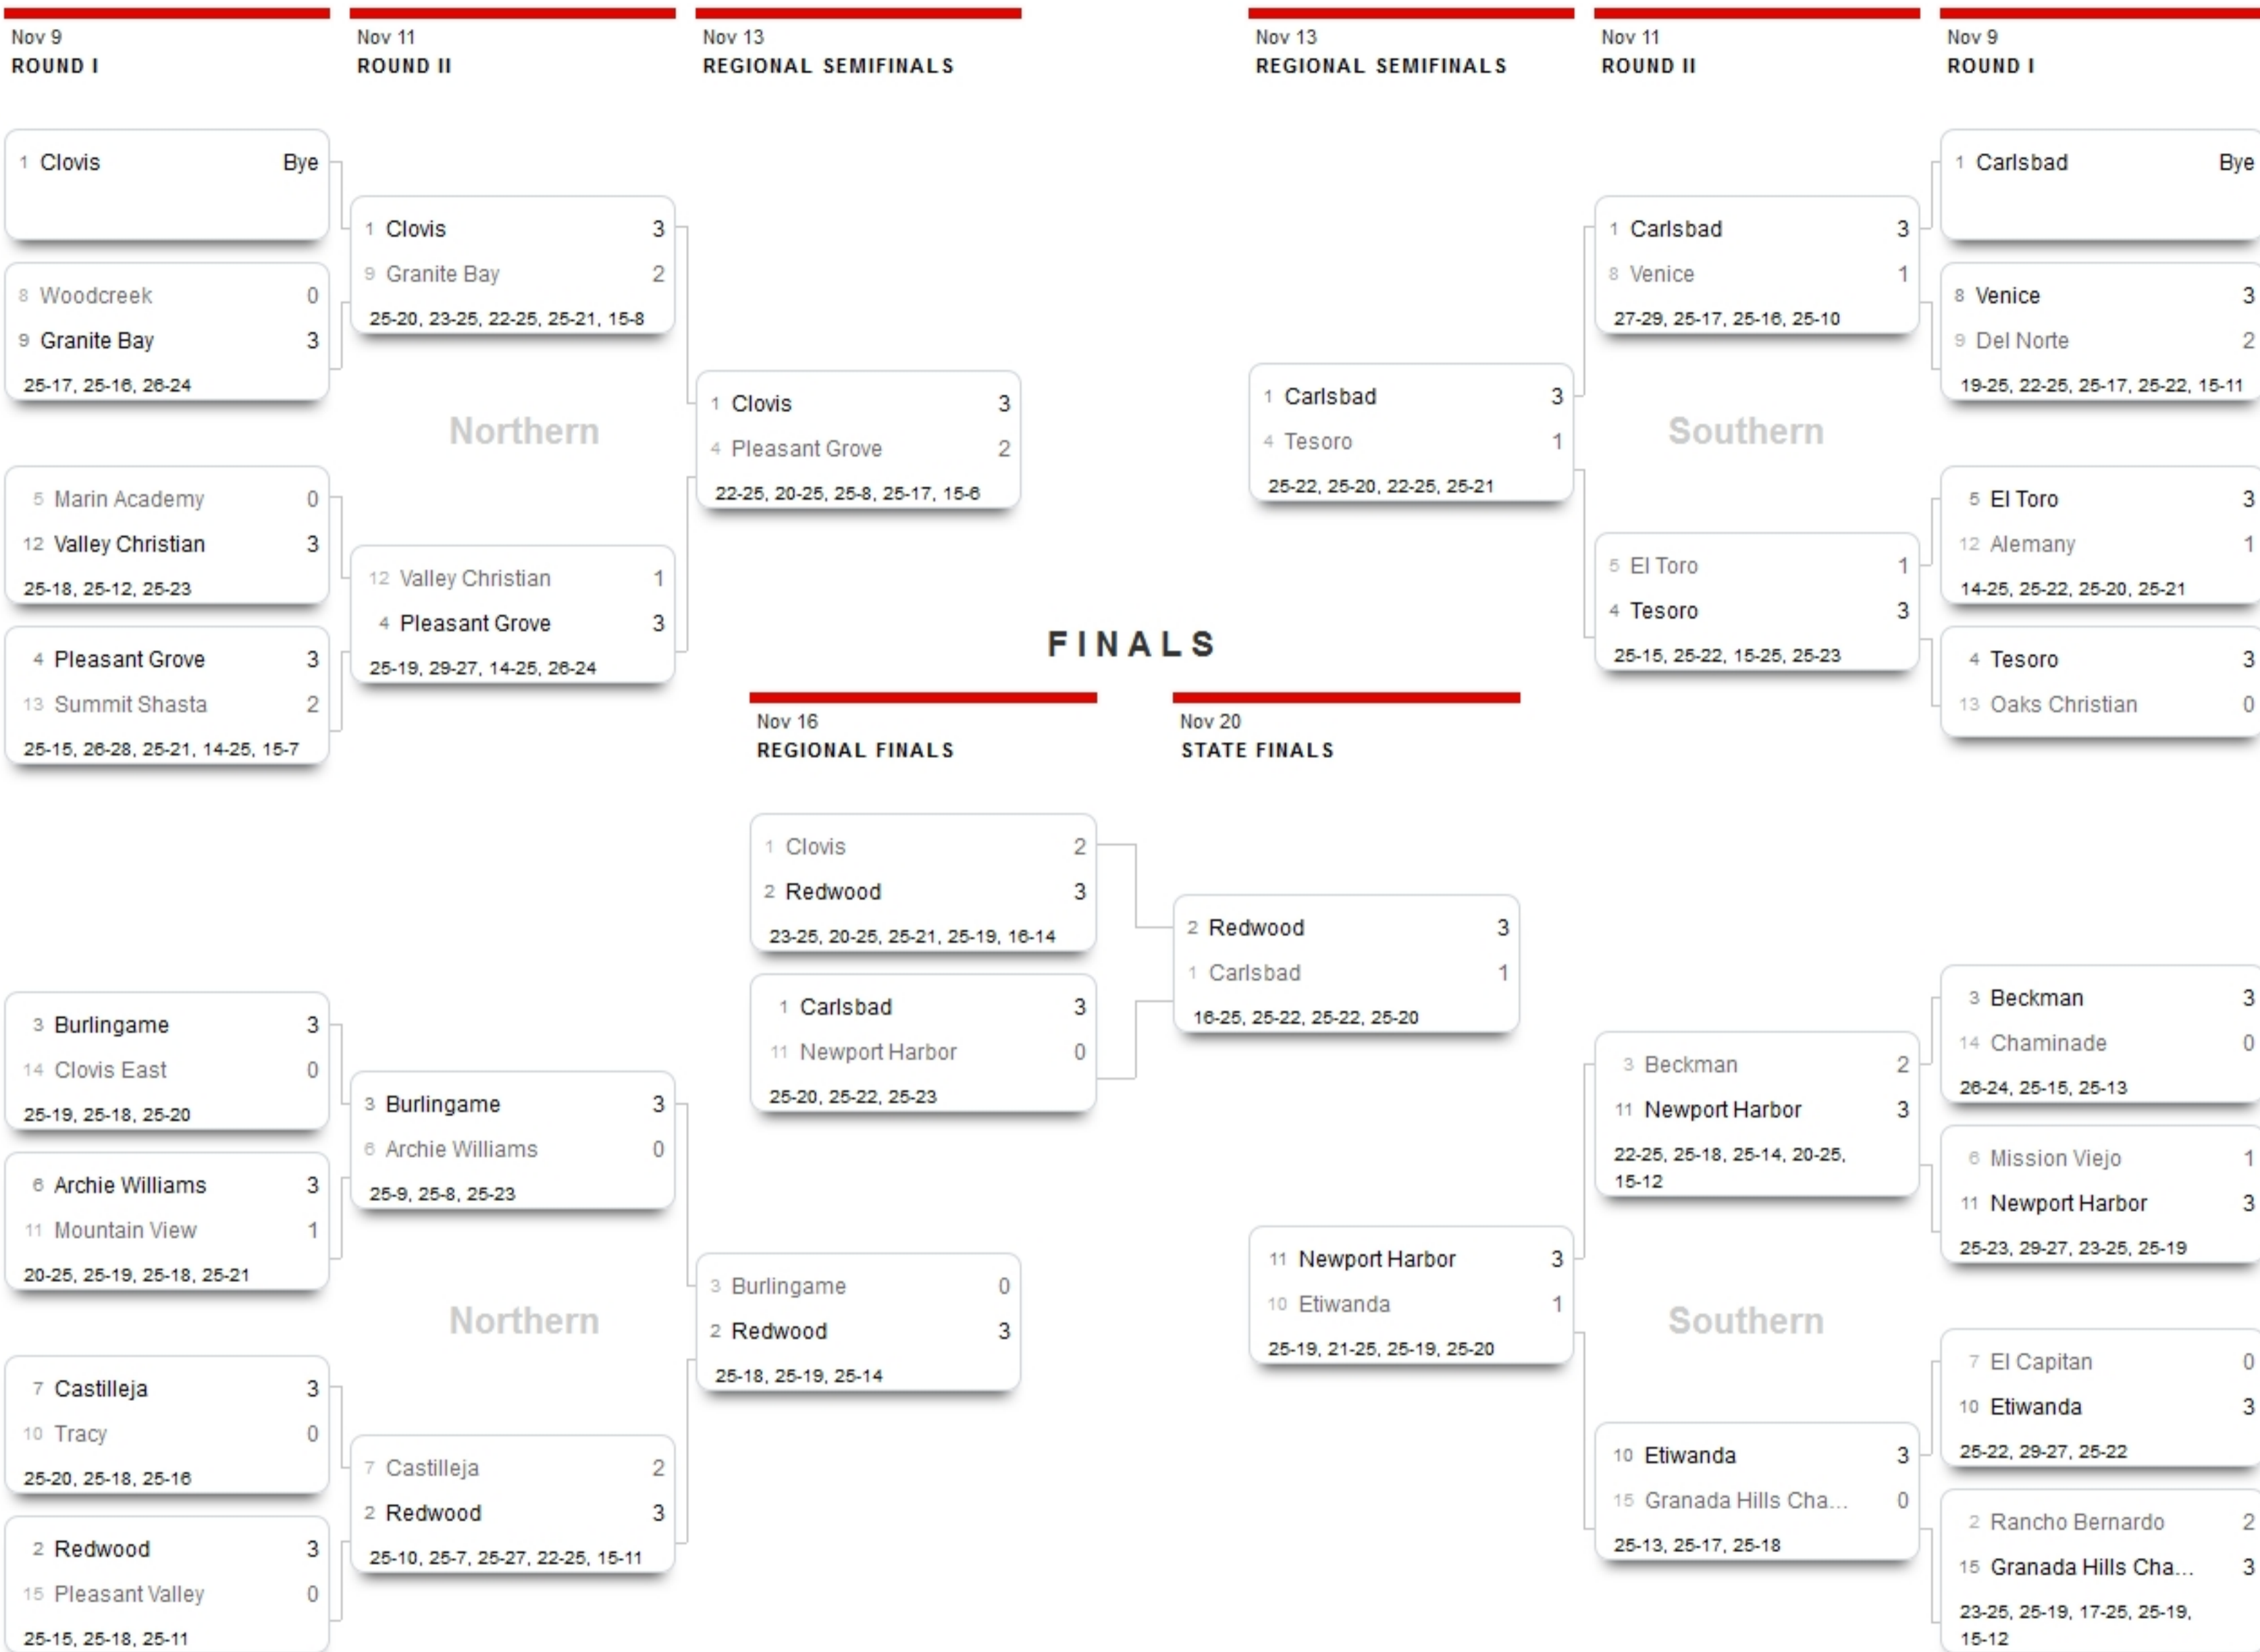 Nov 9
ROUND I
Nov 11
ROUND II
Nov 13
REGIONAL SEMIFINALS
Nov 13
REGIONAL SEMIFINALS
Nov 11
ROUND II
Nov 9
ROUND I
1 Clovis Bye
8 Woodcreek 0
9 Granite Bay 3
25-17, 25-16, 26-24
5 Marin Academy 0
12 Valley Christian 3
25-18, 25-12, 25-23
4 Pleasant Grove 3
13 Summit Shasta 2
25-15, 26-28, 25-21, 14-25, 15-7
1 Clovis 3
9 Granite Bay 2
25-20, 23-25, 22-25, 25-21, 15-8
Northern
12 Valley Christian 1
4 Pleasant Grove 3
25-19, 29-27, 14-25, 26-24
1 Clovis 3
4 Pleasant Grove 2
22-25, 20-25, 25-8, 25-17, 15-6
1 Carlsbad 3
4 Tesoro 1
25-22, 25-20, 22-25, 25-21
1 Carlsbad 3
8 Venice 1
27-29, 25-17, 25-16, 25-10
Southern
5 El Toro 1
4 Tesoro 3
25-15, 25-22, 15-25, 25-23
1 Carlsbad Bye
8 Venice 3
9 Del Norte 2
19-25, 22-25, 25-17, 25-22, 15-11
5 El Toro 3
12 Alemany 1
14-25, 25-22, 25-20, 25-21
4 Tesoro 3
13 Oaks Christian 0
FINALS
Nov 16
REGIONAL FINALS
Nov 20
STATE FINALS
1 Clovis 2
2 Redwood 3
23-25, 20-25, 25-21, 25-19, 16-14
1 Carlsbad 3
11 Newport Harbor 0
25-20, 25-22, 25-23
2 Redwood 3
1 Carlsbad 1
16-25, 25-22, 25-22, 25-20
3 Burlingame 3
14 Clovis East 0
25-19, 25-18, 25-20
6 Archie Williams 3
11 Mountain View 1
20-25, 25-19, 25-18, 25-21
7 Castilleja 3
10 Tracy 0
25-20, 25-18, 25-16
2 Redwood 3
15 Pleasant Valley 0
25-15, 25-18, 25-11
3 Burlingame 3
6 Archie Williams 0
25-9, 25-8, 25-23
Northern
7 Castilleja 2
2 Redwood 3
25-10, 25-7, 25-27, 22-25, 15-11
3 Burlingame 0
2 Redwood 3
25-18, 25-19, 25-14
11 Newport Harbor 3
10 Etiwanda 1
25-19, 21-25, 25-19, 25-20
3 Beckman 2
11 Newport Harbor 3
22-25, 25-18, 25-14, 20-25,
15-12
Southern
10 Etiwanda 3
15 Granada Hills Cha... 0
25-13, 25-17, 25-18
3 Beckman 3
14 Chaminade 0
26-24, 25-15, 25-13
6 Mission Viejo 1
11 Newport Harbor 3
25-23, 29-27, 23-25, 25-19
7 El Capitan 0
10 Etiwanda 3
25-22, 29-27, 25-22
2 Rancho Bernardo 2
15 Granada Hills Cha... 3
23-25, 25-19, 17-25, 25-19,
15-12